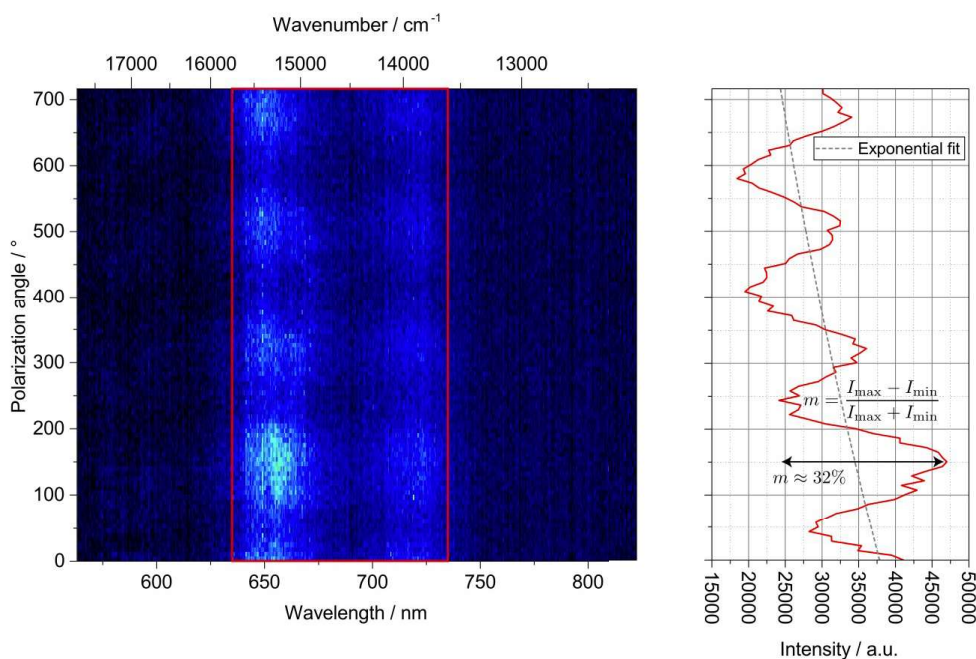 Wavenumber / cm⁻¹
17000 16000 15000 14000 13000
Polarization angle / °
700
600
500
400
300
200
100
0
600 650 700 750 800
Wavelength / nm
Exponential fit
m = (I_max − I_min) / (I_max + I_min)
m ≈ 32%
15000 20000 25000 30000 35000 40000 45000 50000
Intensity / a.u.